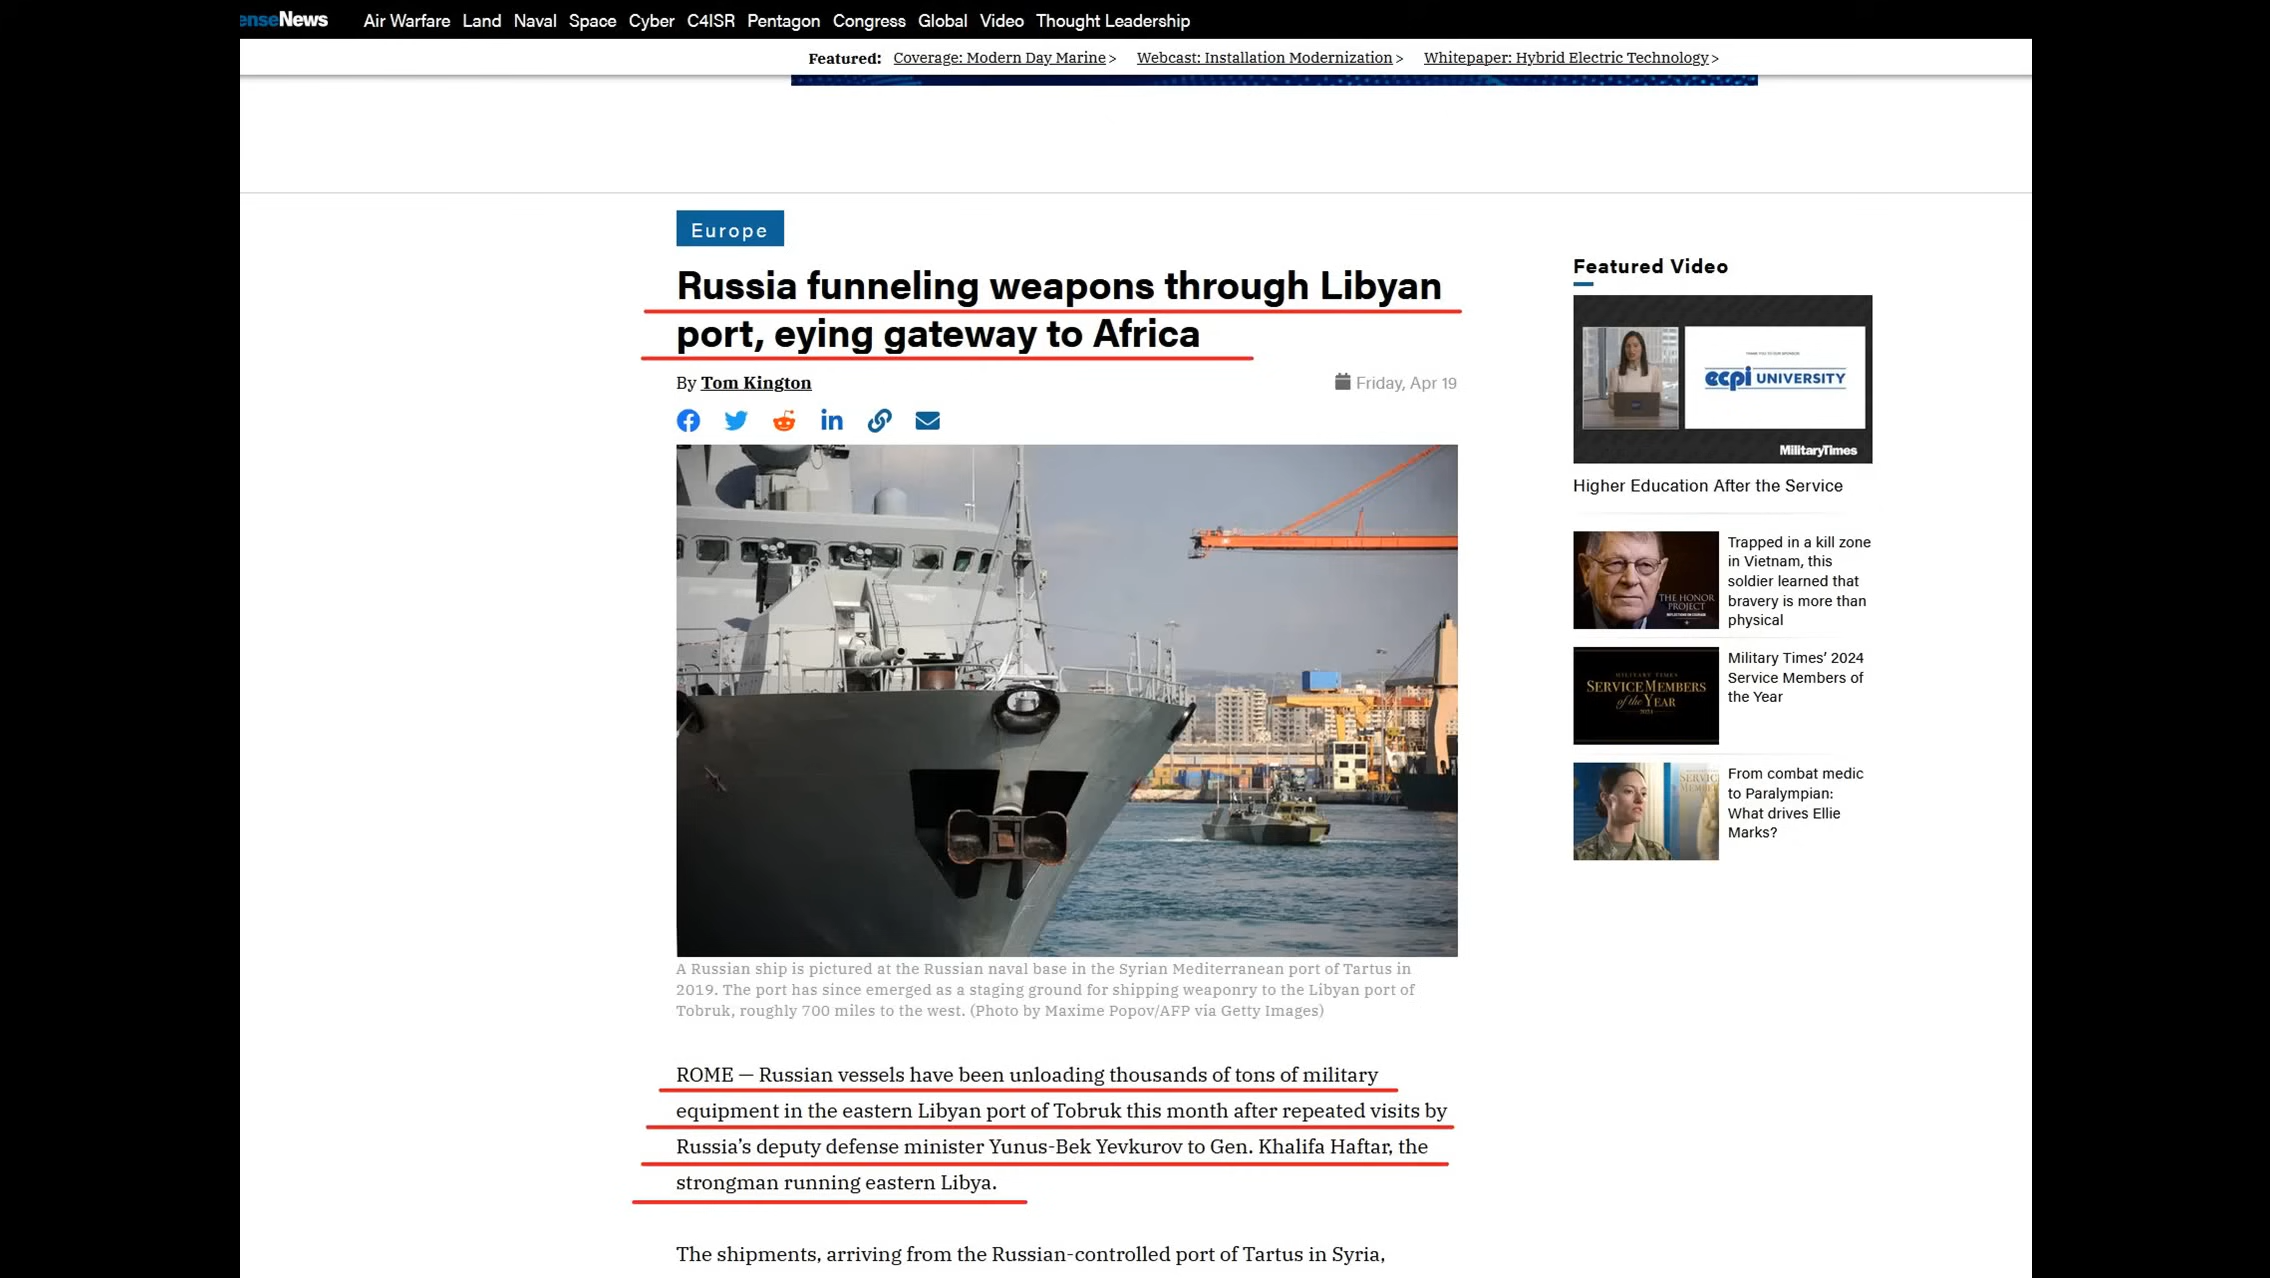 enseNews
Air Warfare Land Naval Space Cyber C4ISR Pentagon Congress Global Video Thought Leadership
Featured: Coverage: Modern Day Marine > Webcast: Installation Modernization > Whitepaper: Hybrid Electric Technology >
Europe
Russia funneling weapons through Libyan
port, eying gateway to Africa
By Tom Kington
Friday, Apr 19
A Russian ship is pictured at the Russian naval base in the Syrian Mediterranean port of Tartus in
2019. The port has since emerged as a staging ground for shipping weaponry to the Libyan port of
Tobruk, roughly 700 miles to the west. (Photo by Maxime Popov/AFP via Getty Images)
ROME — Russian vessels have been unloading thousands of tons of military
equipment in the eastern Libyan port of Tobruk this month after repeated visits by
Russia’s deputy defense minister Yunus-Bek Yevkurov to Gen. Khalifa Haftar, the
strongman running eastern Libya.
The shipments, arriving from the Russian-controlled port of Tartus in Syria,
Featured Video
THANK YOU TO OUR SPONSOR
ecpi UNIVERSITY
MilitaryTimes
Higher Education After the Service
THE HONOR
PROJECT
Trapped in a kill zone
in Vietnam, this
soldier learned that
bravery is more than
physical
MILITARY TIMES
SERVICE MEMBERS
of the YEAR
2024
Military Times’ 2024
Service Members of
the Year
From combat medic
to Paralympian:
What drives Ellie
Marks?